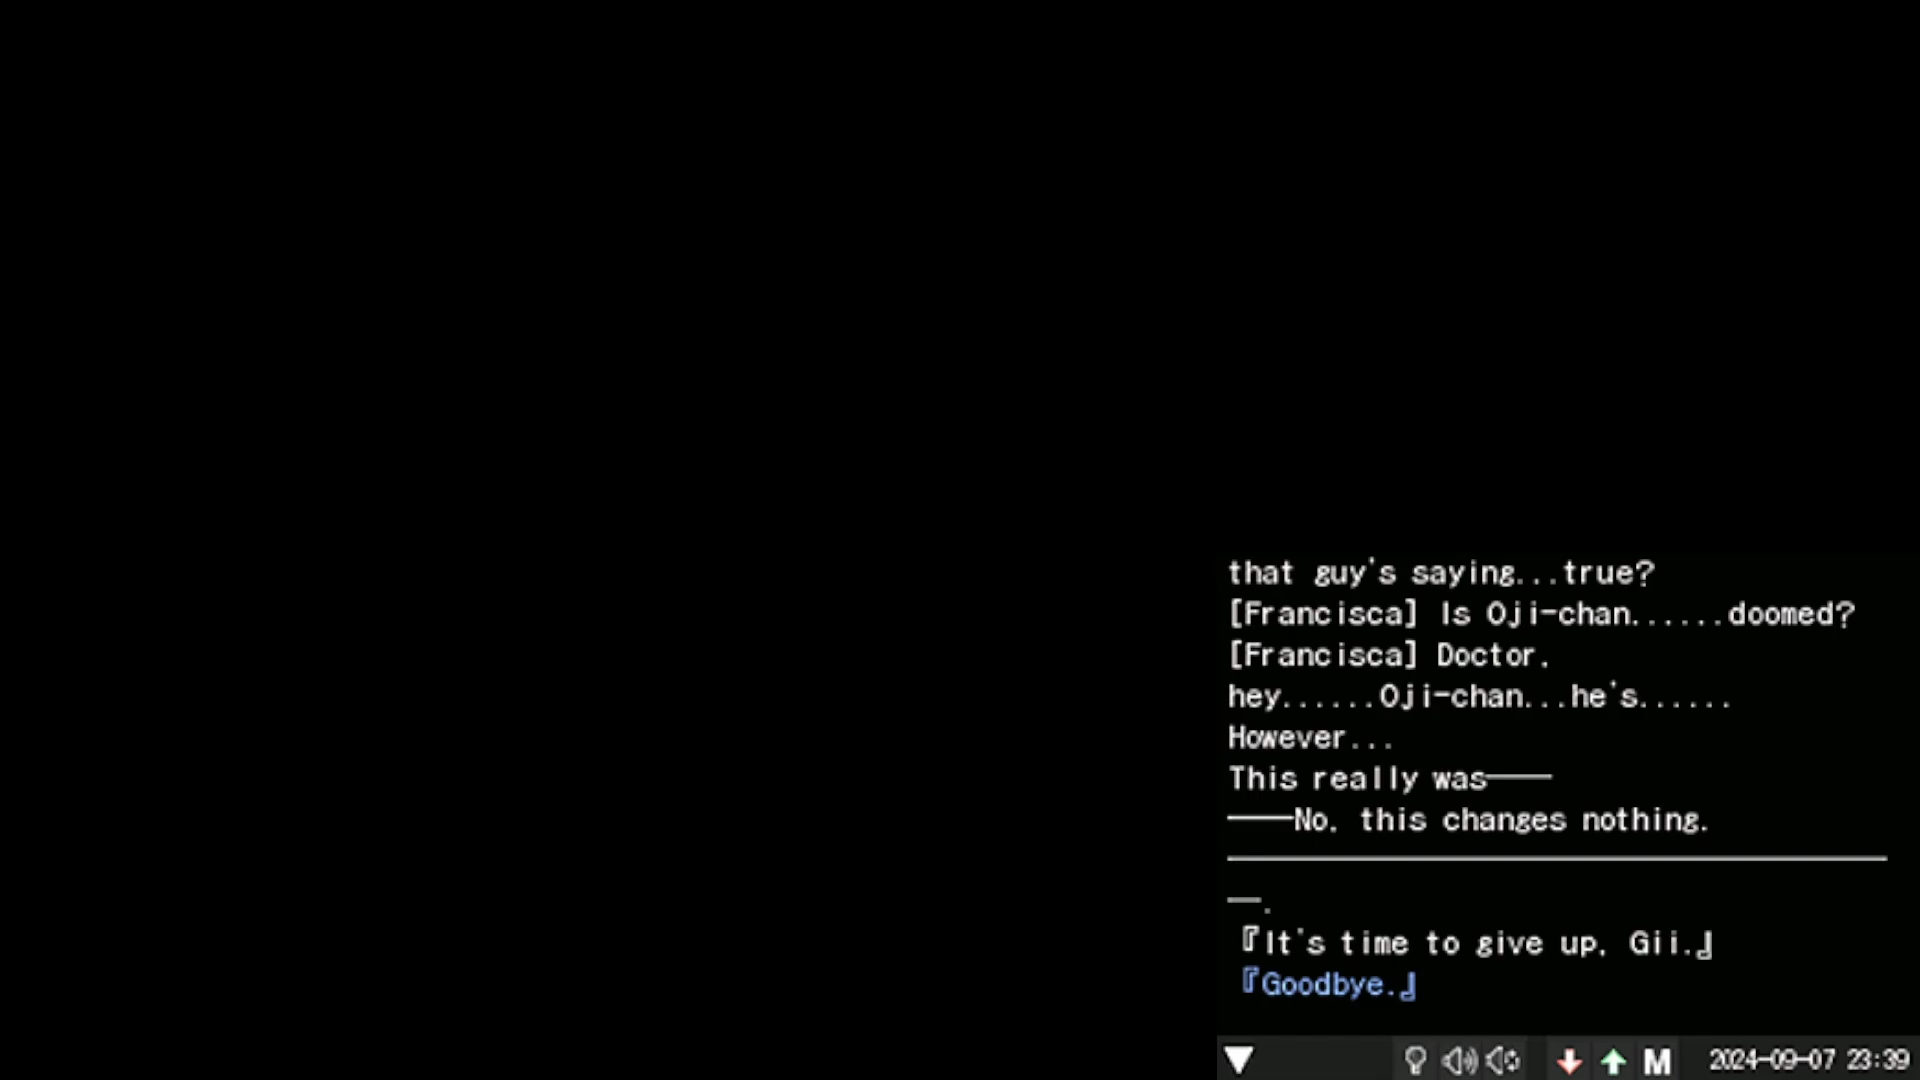 that guy's saying...true?
[Francisca] Is Oji-chan......doomed?
[Francisca] Doctor,
hey......Oji-chan...he's......
However...
This really was――
――No, this changes nothing.
――――――――――――――――――――
―.
『It's time to give up, Gii.』
『Goodbye.』
M 2024-09-07 23:39